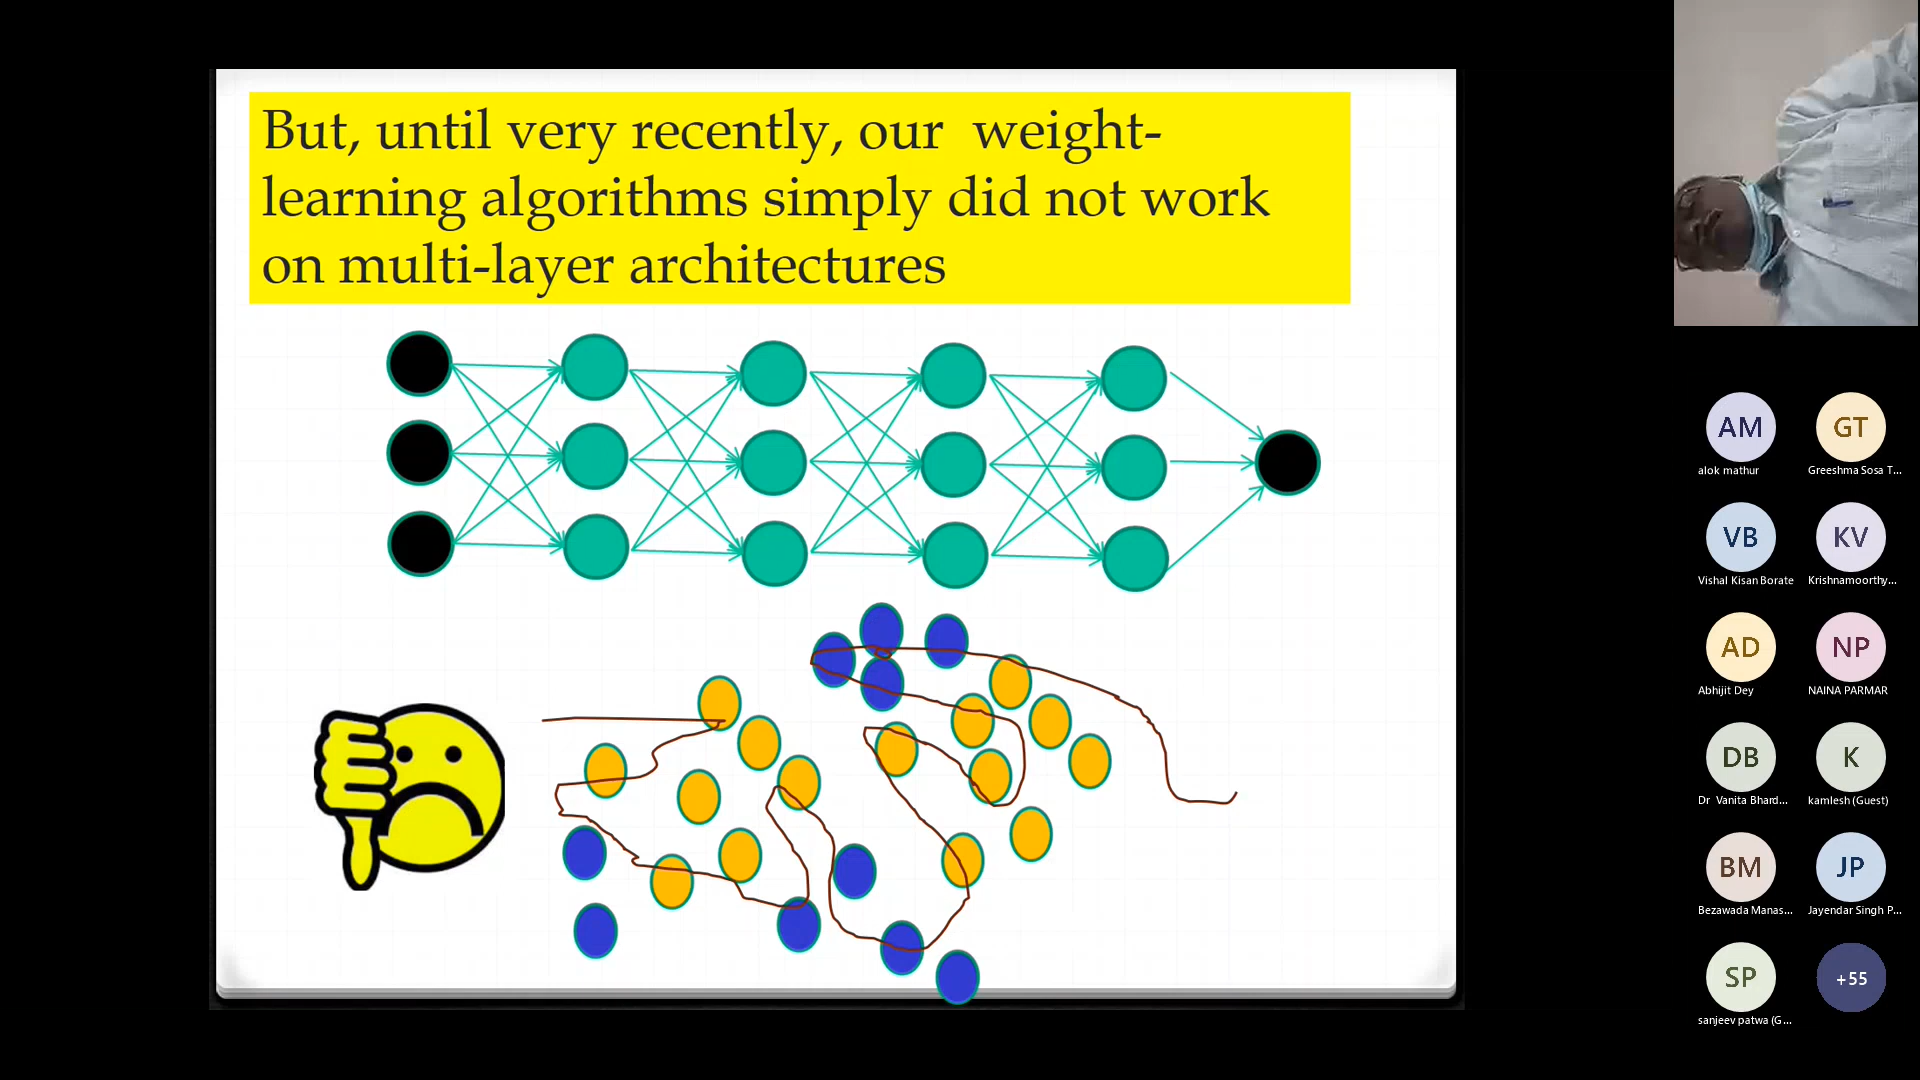 But, until very recently, our weight-
learning algorithms simply did not work
on multi-layer architectures
AM
GT
alok mathur
Greeshma Sosa T...
VB
KV
Vishal Kisan Borate
Krishnamoorthy...
AD
NP
Abhijit Dey
NAINA PARMAR
DB
K
Dr Vanita Bhard...
kamlesh (Guest)
BM
JP
Bezawada Manas...
Jayendar Singh P...
SP
+55
sanjeev patwa (G...